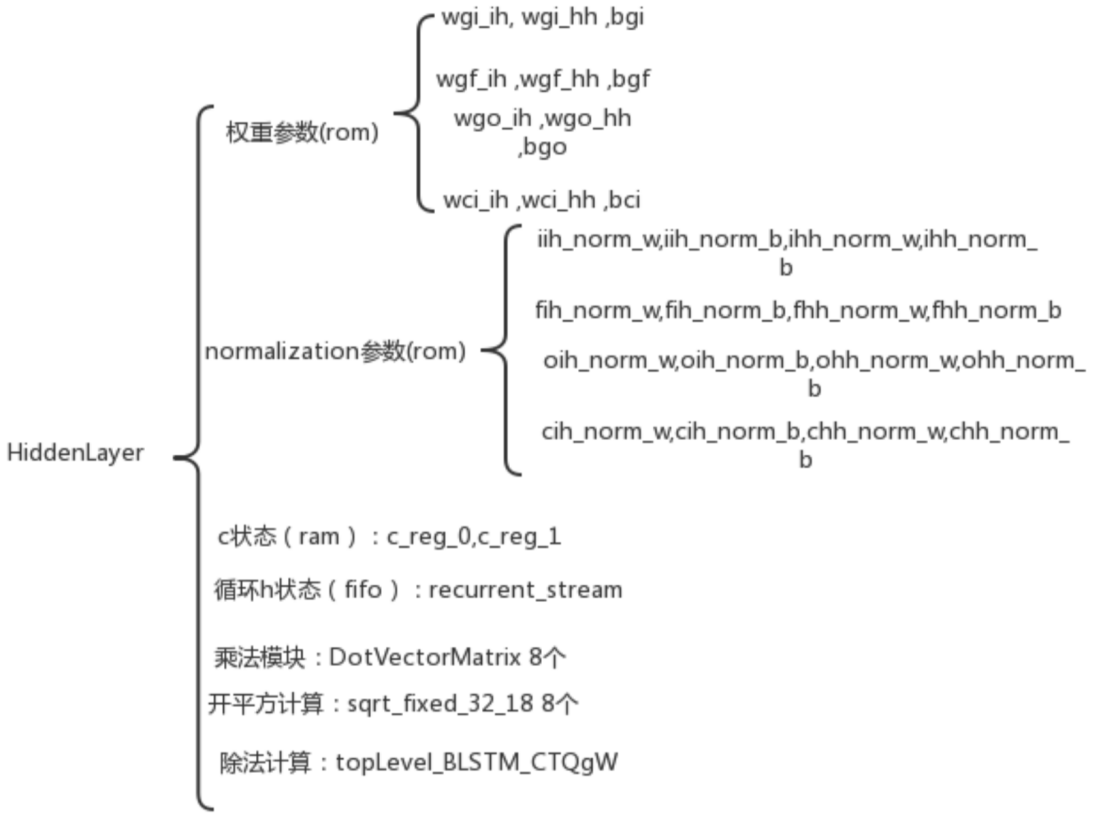 wgi_ih, wgi_hh ,bgi
wgf_ih ,wgf_hh ,bgf
权重参数(rom)
wgo_ih ,wgo_hh
,bgo
wci_ih ,wci_hh ,bci
iih_norm_w,iih_norm_b,ihh_norm_w,ihh_norm_
b
fih_norm_w,fih_norm_b,fhh_norm_w,fhh_norm_b
normalization参数(rom)
oih_norm_w,oih_norm_b,ohh_norm_w,ohh_norm_
b
cih_norm_w,cih_norm_b,chh_norm_w,chh_norm_
b
HiddenLayer
c状态（ram）：c_reg_0,c_reg_1
循环h状态（fifo）：recurrent_stream
乘法模块：DotVectorMatrix 8个
开平方计算：sqrt_fixed_32_18 8个
除法计算：topLevel_BLSTM_CTQgW